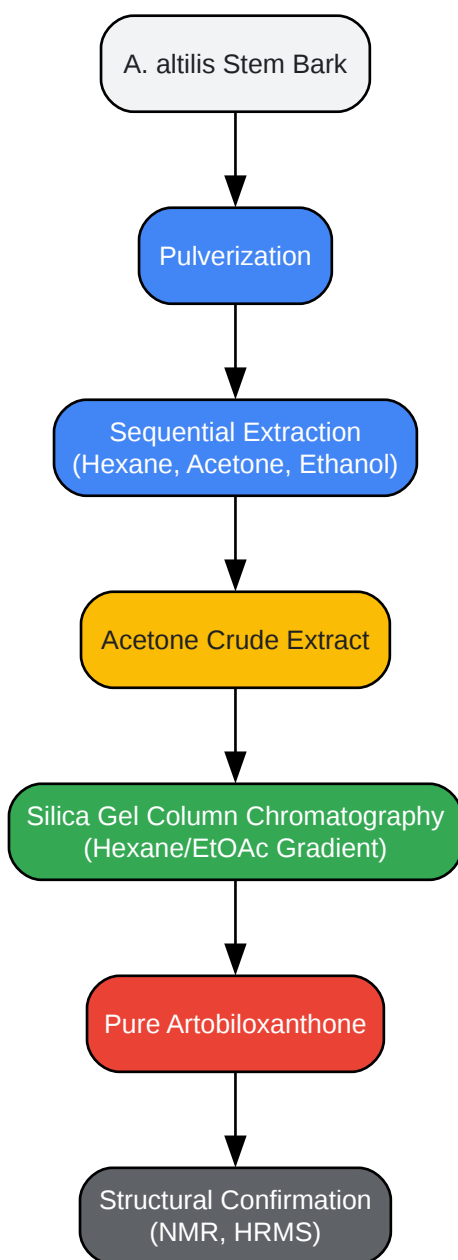 A. altilis Stem Bark
Pulverization
Sequential Extraction
(Hexane, Acetone, Ethanol)
Acetone Crude Extract
Silica Gel Column Chromatography
(Hexane/EtOAc Gradient)
Pure Artobiloxanthone
Structural Confirmation
(NMR, HRMS)